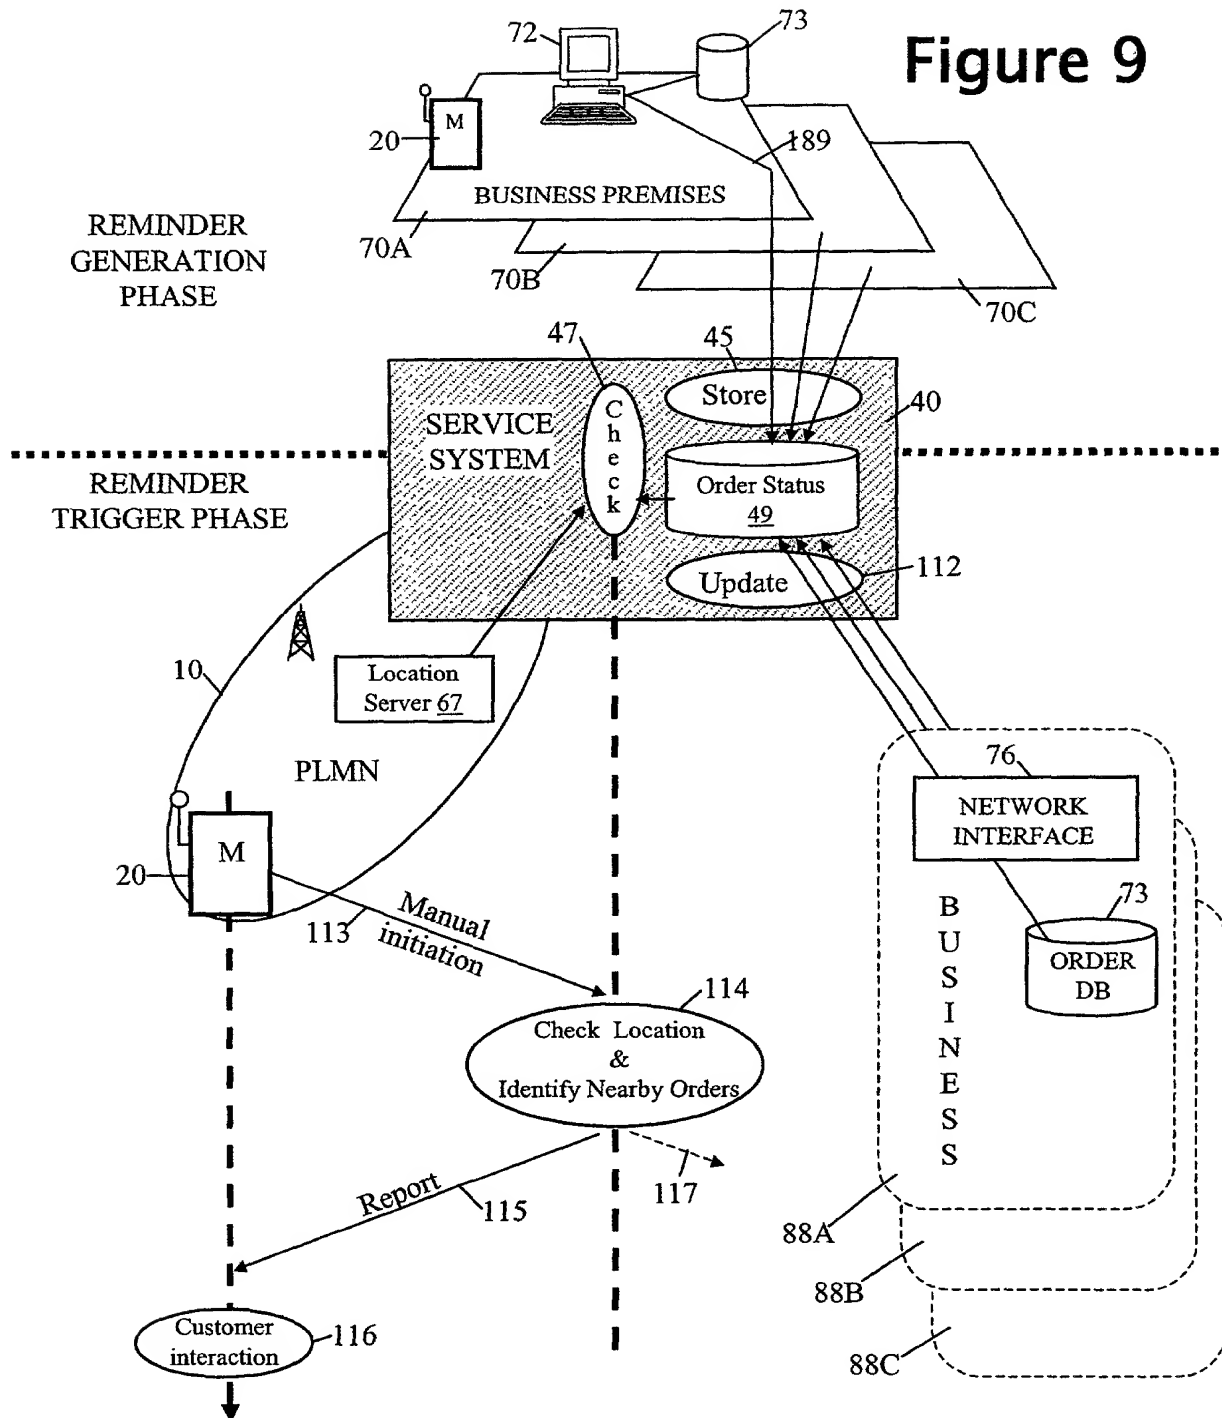 Figure 9
72
73
M
20
189
BUSINESS PREMISES
REMINDER
GENERATION
PHASE
70A
70B
70C
47
45
Store
40
SERVICE
SYSTEM
Check
Order Status
49
REMINDER
TRIGGER PHASE
Update
112
10
Location
Server 67
PLMN
76
NETWORK
INTERFACE
M
20
113
Manual
initiation
73
ORDER
DB
BUSINESS
114
Check Location
&
Identify Nearby Orders
117
Report
115
88A
88B
88C
Customer
interaction
116